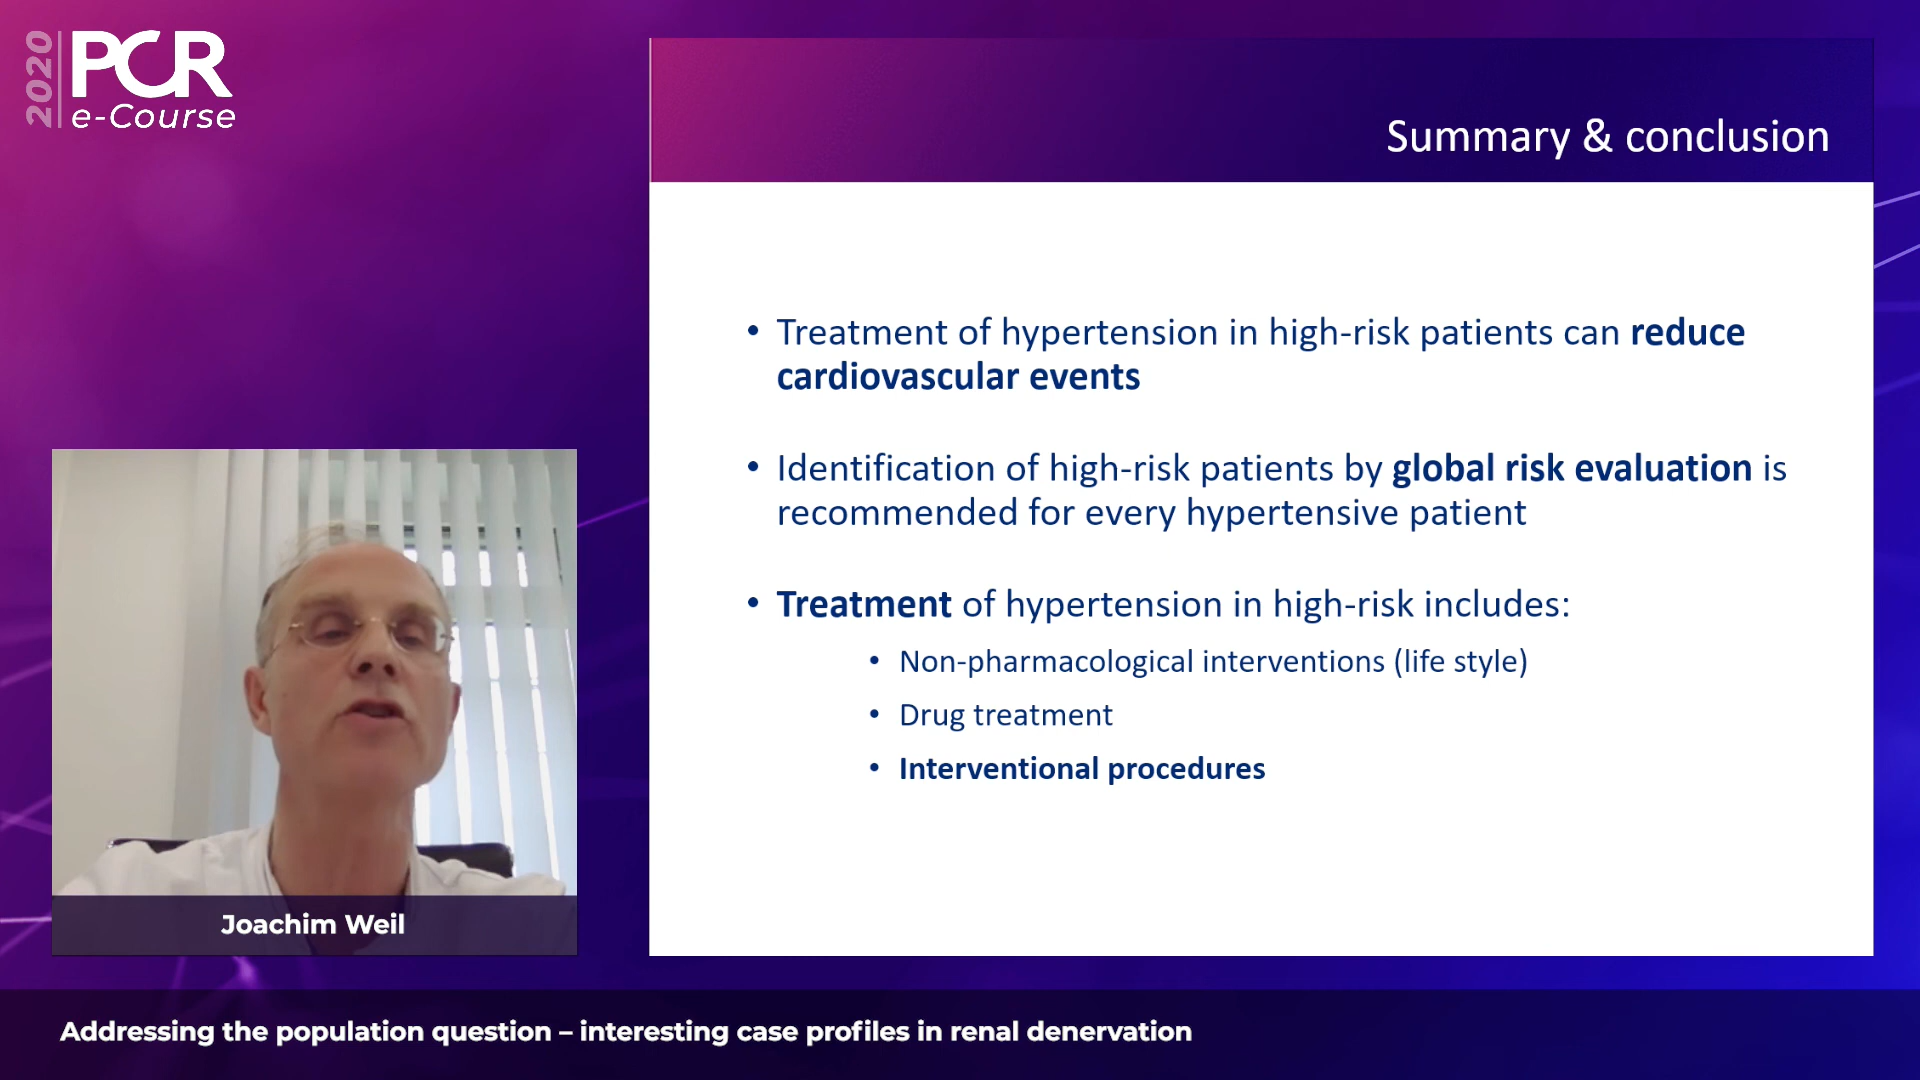 2020
PCR
e-Course
Summary & conclusion
• Treatment of hypertension in high-risk patients can reduce
cardiovascular events
• Identification of high-risk patients by global risk evaluation is
recommended for every hypertensive patient
• Treatment of hypertension in high-risk includes:
• Non-pharmacological interventions (life style)
• Drug treatment
• Interventional procedures
Joachim Weil
Addressing the population question – interesting case profiles in renal denervation